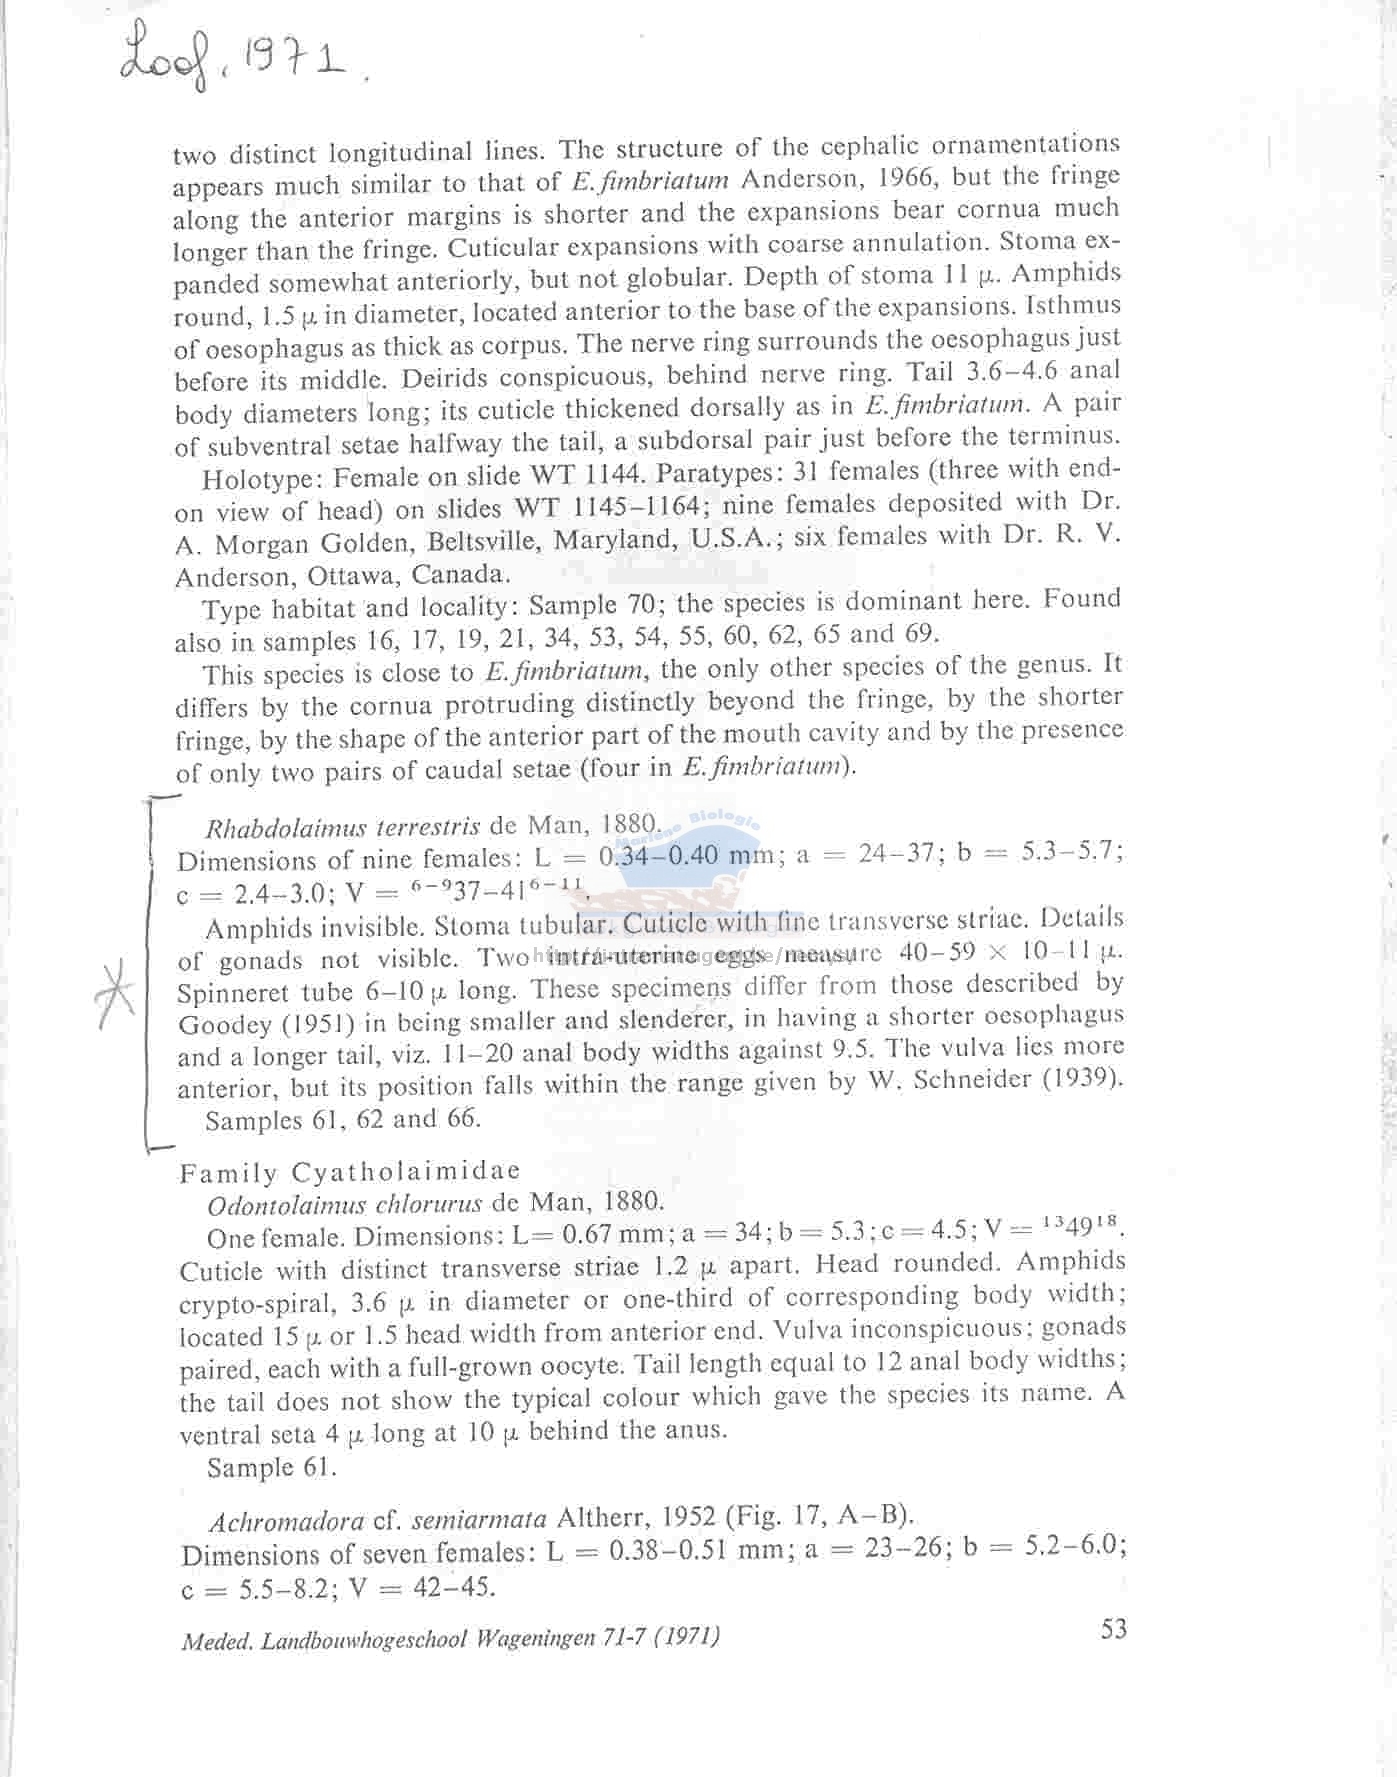 Loof, 1971.
two distinct longitudinal lines. The structure of the cephalic ornamentations
appears much similar to that of E. fimbriatum Anderson, 1966, but the fringe
along the anterior margins is shorter and the expansions bear cornua much
longer than the fringe. Cuticular expansions with coarse annulation. Stoma ex-
panded somewhat anteriorly, but not globular. Depth of stoma 11 μ. Amphids
round, 1.5 μ in diameter, located anterior to the base of the expansions. Isthmus
of oesophagus as thick as corpus. The nerve ring surrounds the oesophagus just
before its middle. Deirids conspicuous, behind nerve ring. Tail 3.6–4.6 anal
body diameters long; its cuticle thickened dorsally as in E. fimbriatum. A pair
of subventral setae halfway the tail, a subdorsal pair just before the terminus.
Holotype: Female on slide WT 1144. Paratypes: 31 females (three with end-
on view of head) on slides WT 1145–1164; nine females deposited with Dr.
A. Morgan Golden, Beltsville, Maryland, U.S.A.; six females with Dr. R. V.
Anderson, Ottawa, Canada.
Type habitat and locality: Sample 70; the species is dominant here. Found
also in samples 16, 17, 19, 21, 34, 53, 54, 55, 60, 62, 65 and 69.
This species is close to E. fimbriatum, the only other species of the genus. It
differs by the cornua protruding distinctly beyond the fringe, by the shorter
fringe, by the shape of the anterior part of the mouth cavity and by the presence
of only two pairs of caudal setae (four in E. fimbriatum).
Rhabdolaimus terrestris de Man, 1880.
Mariene Biologie
Dimensions of nine females: L = 0.34–0.40 mm; a = 24–37; b = 5.3–5.7;
c = 2.4–3.0; V = ⁶⁻⁹37–41⁶⁻¹¹.
Amphids invisible. Stoma tubular. Cuticle with fine transverse striae. Details
of gonads not visible. Two intra-uterine eggs measure 40–59 × 10–11 μ.
Spinneret tube 6–10 μ long. These specimens differ from those described by
Goodey (1951) in being smaller and slenderer, in having a shorter oesophagus
and a longer tail, viz. 11–20 anal body widths against 9.5. The vulva lies more
anterior, but its position falls within the range given by W. Schneider (1939).
Samples 61, 62 and 66.
Family Cyatholaimidae
Odontolaimus chlorurus de Man, 1880.
One female. Dimensions: L= 0.67 mm; a = 34; b = 5.3; c = 4.5; V = ¹³49¹⁸.
Cuticle with distinct transverse striae 1.2 μ apart. Head rounded. Amphids
crypto-spiral, 3.6 μ in diameter or one-third of corresponding body width;
located 15 μ or 1.5 head width from anterior end. Vulva inconspicuous; gonads
paired, each with a full-grown oocyte. Tail length equal to 12 anal body widths;
the tail does not show the typical colour which gave the species its name. A
ventral seta 4 μ long at 10 μ behind the anus.
Sample 61.
Achromadora cf. semiarmata Altherr, 1952 (Fig. 17, A–B).
Dimensions of seven females: L = 0.38–0.51 mm; a = 23–26; b = 5.2–6.0;
c = 5.5–8.2; V = 42–45.
Meded. Landbouwhogeschool Wageningen 71-7 (1971)
53